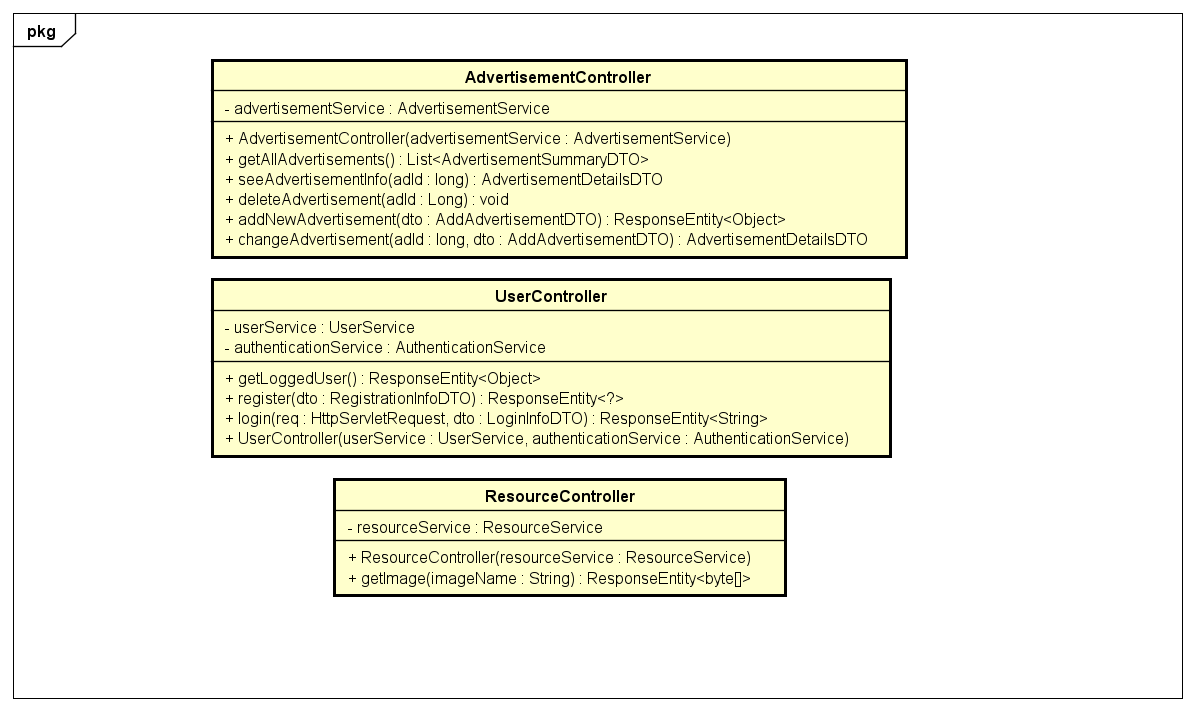 pkg
AdvertisementController
- advertisementService : AdvertisementService
+ AdvertisementController(advertisementService : AdvertisementService)
+ getAllAdvertisements() : List<AdvertisementSummaryDTO>
+ seeAdvertisementInfo(adId : long) : AdvertisementDetailsDTO
+ deleteAdvertisement(adId : Long) : void
+ addNewAdvertisement(dto : AddAdvertisementDTO) : ResponseEntity<Object>
+ changeAdvertisement(adId : long, dto : AddAdvertisementDTO) : AdvertisementDetailsDTO
UserController
- userService : UserService
- authenticationService : AuthenticationService
+ getLoggedUser() : ResponseEntity<Object>
+ register(dto : RegistrationInfoDTO) : ResponseEntity<?>
+ login(req : HttpServletRequest, dto : LoginInfoDTO) : ResponseEntity<String>
+ UserController(userService : UserService, authenticationService : AuthenticationService)
ResourceController
- resourceService : ResourceService
+ ResourceController(resourceService : ResourceService)
+ getImage(imageName : String) : ResponseEntity<byte[]>